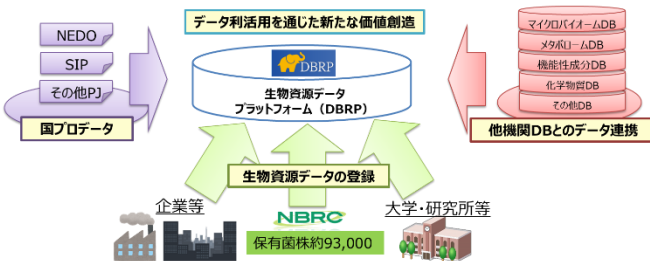 データ利活用を通じた新たな価値創造
NEDO
SIP
その他PJ
国プロデータ
DBRP
生物資源データ
プラットフォーム（DBRP）
マイクロバイオームDB
メタボロームDB
機能性成分DB
化学物質DB
その他DB
他機関DBとのデータ連携
生物資源データの登録
企業等
NBRC
保有菌株約93,000
大学・研究所等